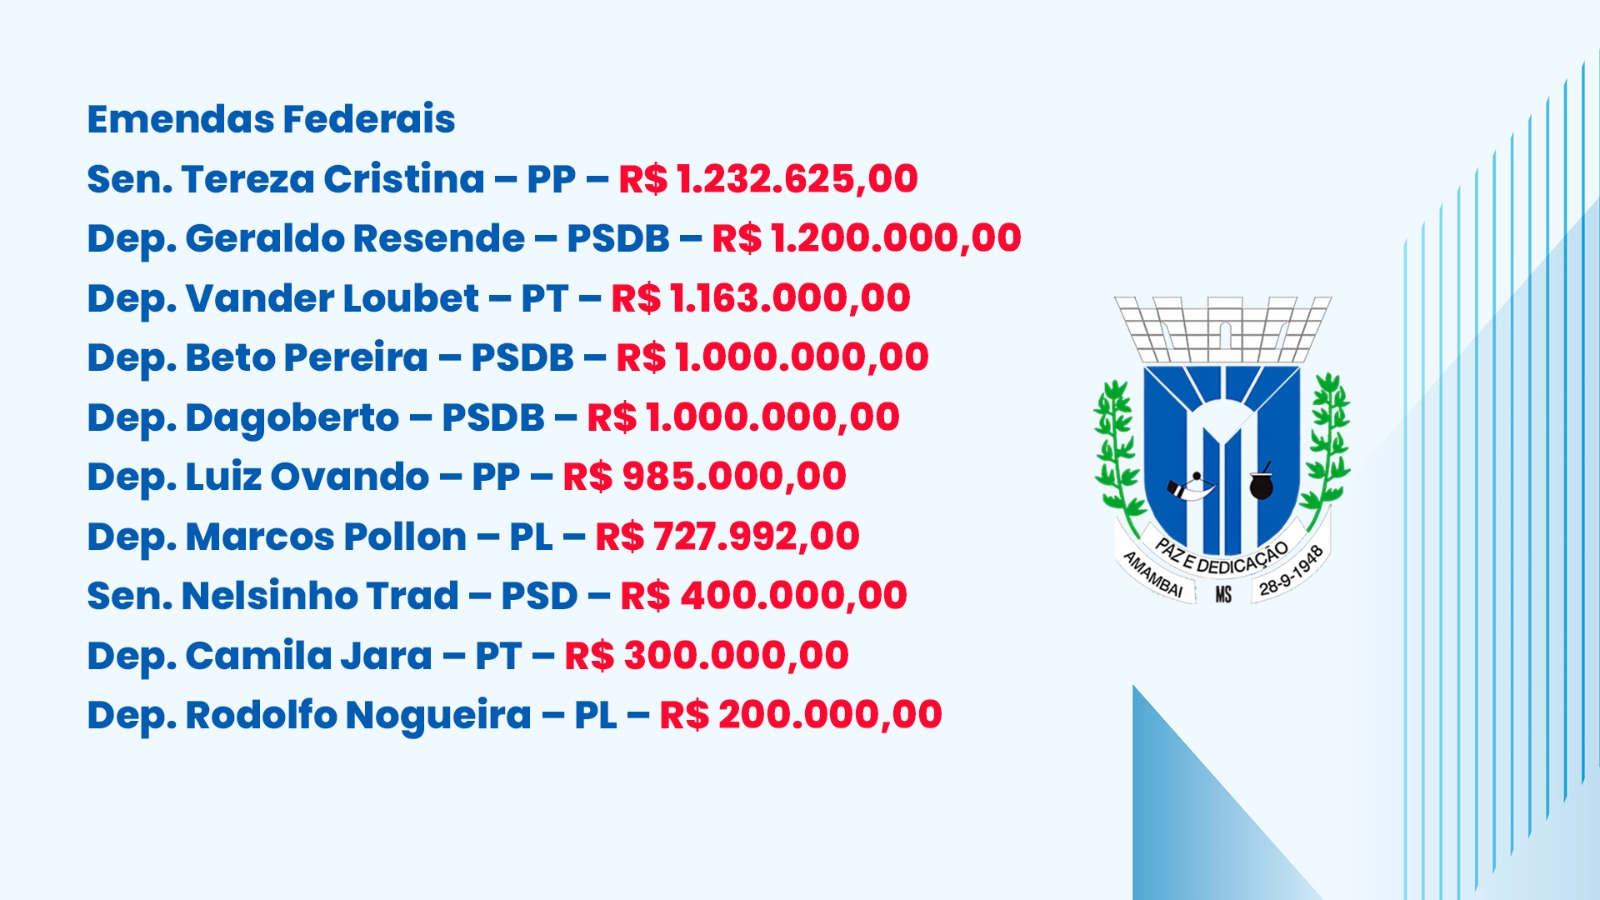 Emendas Federais
Sen. Tereza Cristina – PP – R$ 1.232.625,00
Dep. Geraldo Resende – PSDB – R$ 1.200.000,00
Dep. Vander Loubet – PT – R$ 1.163.000,00
Dep. Beto Pereira – PSDB – R$ 1.000.000,00
Dep. Dagoberto – PSDB – R$ 1.000.000,00
Dep. Luiz Ovando – PP – R$ 985.000,00
Dep. Marcos Pollon – PL – R$ 727.992,00
Sen. Nelsinho Trad – PSD – R$ 400.000,00
Dep. Camila Jara – PT – R$ 300.000,00
Dep. Rodolfo Nogueira – PL – R$ 200.000,00
PAZ E DEDICAÇÃO
AMAMBAI MS 28-9-1948